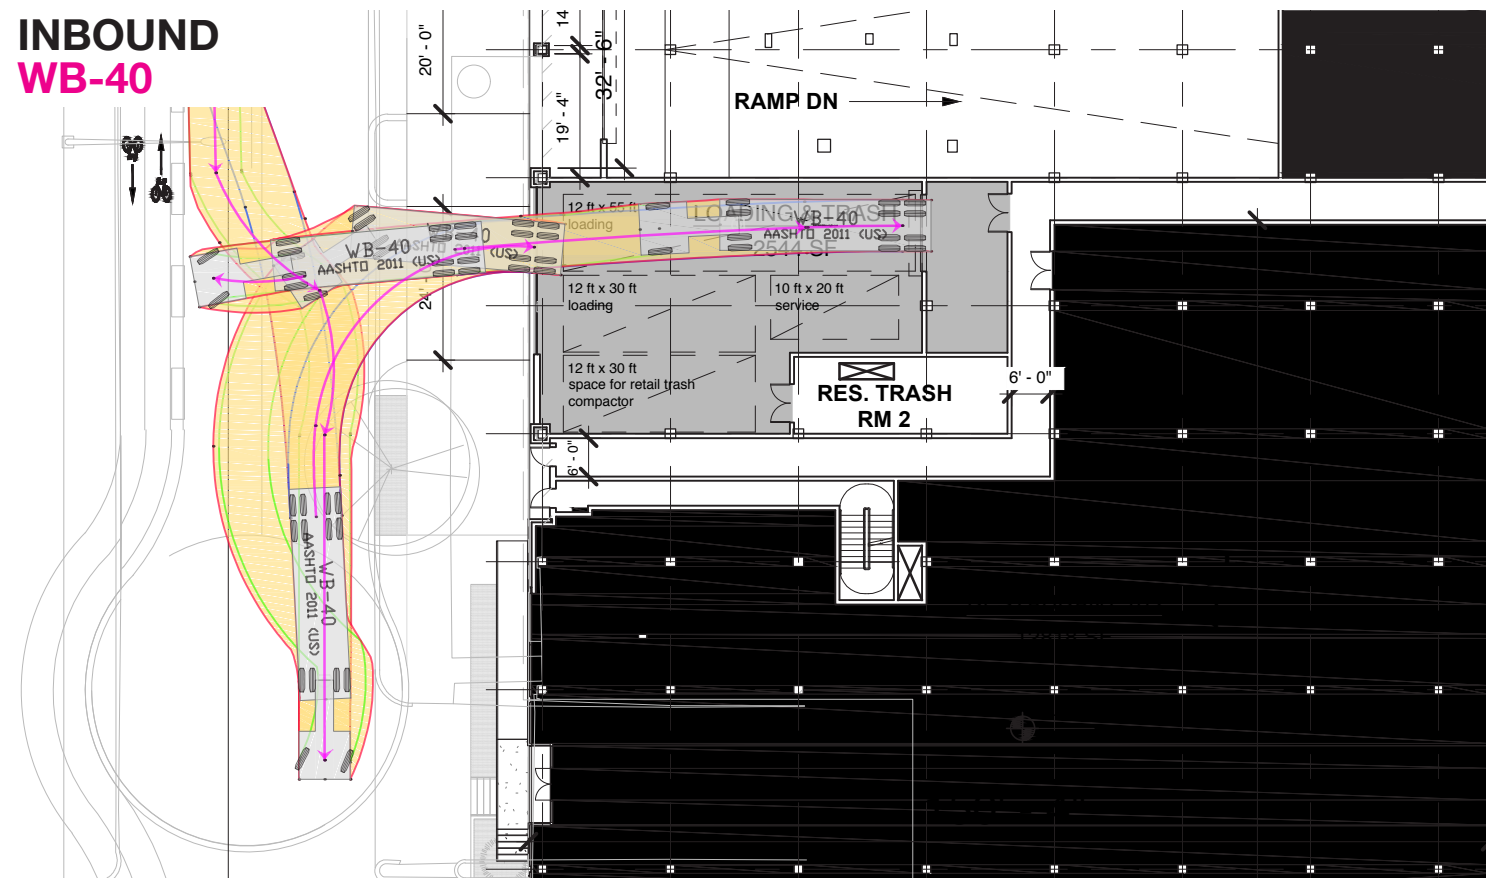 INBOUND
WB-40
20' - 0"
14
32' - 6"
19' - 4"
RAMP DN
12 ft x 55 ft
loading
LOADING & TRASH
2544 SF
WB-40
AASHTO 2011 (US)
WB-40
AASHTO 2011 (US)
24'
12 ft x 30 ft
loading
10 ft x 20 ft
service
12 ft x 30 ft
space for retail trash
compactor
RES. TRASH
RM 2
6' - 0"
6' - 0"
WB-40
AASHTO 2011 (US)